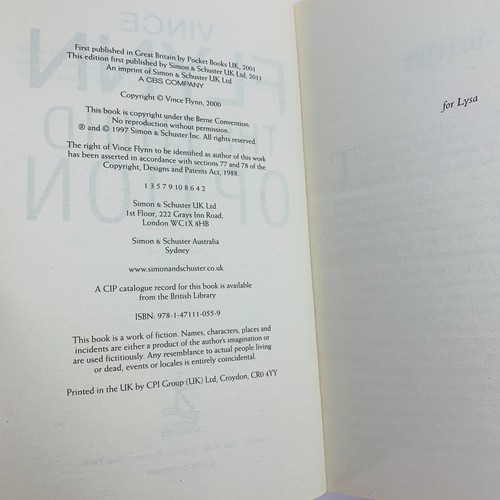 First published in Great Britain by Pocket Books UK, 2001
This edition first published by Simon & Schuster UK Ltd, 2011
An imprint of Simon & Schuster UK Ltd
A CBS COMPANY
Copyright © Vince Flynn, 2000
This book is copyright under the Berne Convention.
No reproduction without permission.
® and © 1997 Simon & Schuster Inc. All rights reserved.
The right of Vince Flynn to be identified as author of this work
has been asserted in accordance with sections 77 and 78 of the
Copyright, Designs and Patents Act, 1988.
1 3 5 7 9 10 8 6 4 2
Simon & Schuster UK Ltd
1st Floor, 222 Grays Inn Road,
London WC1X 8HB
Simon & Schuster Australia
Sydney
www.simonandschuster.co.uk
A CIP catalogue record for this book is available
from the British Library
ISBN: 978-1-47111-055-9
This book is a work of fiction. Names, characters, places and
incidents are either a product of the author's imagination or
are used fictitiously. Any resemblance to actual people living
or dead, events or locales is entirely coincidental.
Printed in the UK by CPI Group (UK) Ltd, Croydon, CR0 4YY
for Lysa